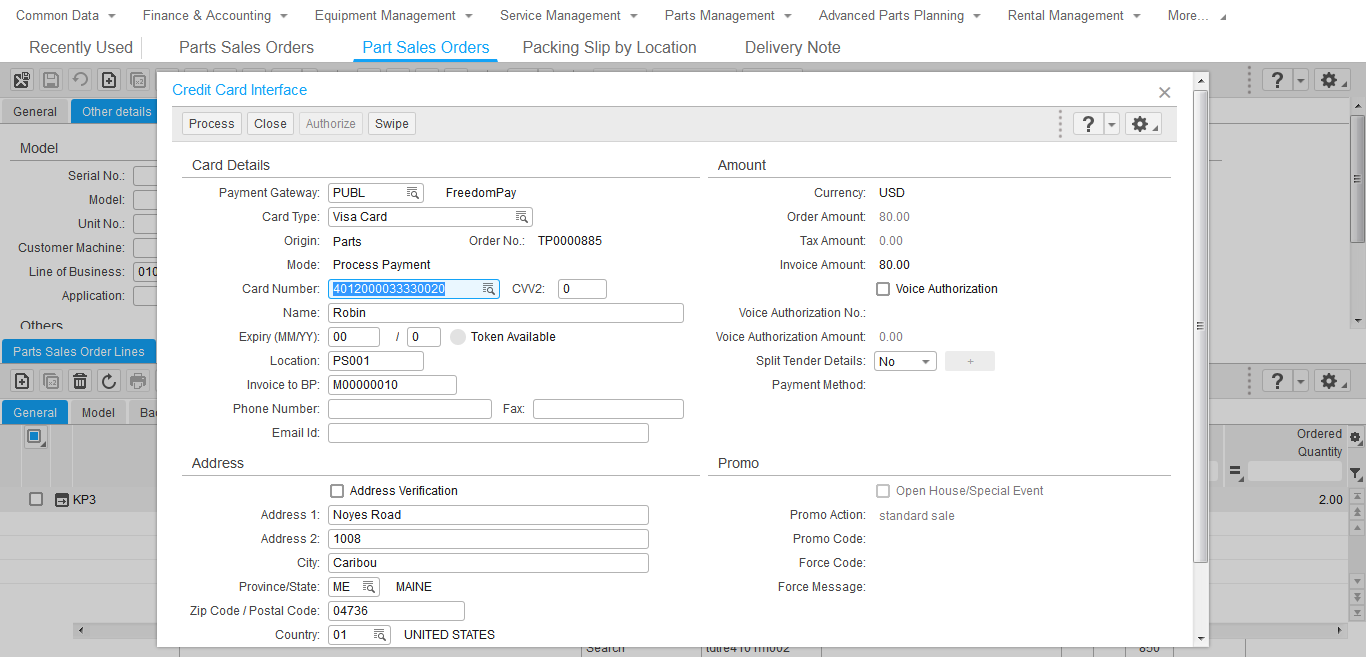 Common Data Finance & Accounting Equipment Management Service Management Parts Management Advanced Parts Planning Rental Management More...
Recently Used Parts Sales Orders Part Sales Orders Packing Slip by Location Delivery Note
Credit Card Interface
Process Close Authorize Swipe ?
General Other details
Model
Serial No.:
Model:
Unit No.:
Customer Machine:
Line of Business: 010
Application:
Others
Parts Sales Order Lines
General Model
KP3
Card Details
Payment Gateway: PUBL FreedomPay
Card Type: Visa Card
Origin: Parts Order No.: TP0000885
Mode: Process Payment
Card Number: 4012000033330020 CVV2: 0
Name: Robin
Expiry (MM/YY): 00 / 0 Token Available
Location: PS001
Invoice to BP: M00000010
Phone Number: Fax:
Email Id:
Address
Address Verification
Address 1: Noyes Road
Address 2: 1008
City: Caribou
Province/State: ME MAINE
Zip Code / Postal Code: 04736
Country: 01 UNITED STATES
Amount
Currency: USD
Order Amount: 80.00
Tax Amount: 0.00
Invoice Amount: 80.00
Voice Authorization
Voice Authorization No.:
Voice Authorization Amount: 0.00
Split Tender Details: No +
Payment Method:
Promo
Open House/Special Event
Promo Action: standard sale
Promo Code:
Force Code:
Force Message:
?
?
Ordered
Quantity
=
2.00
Search
850